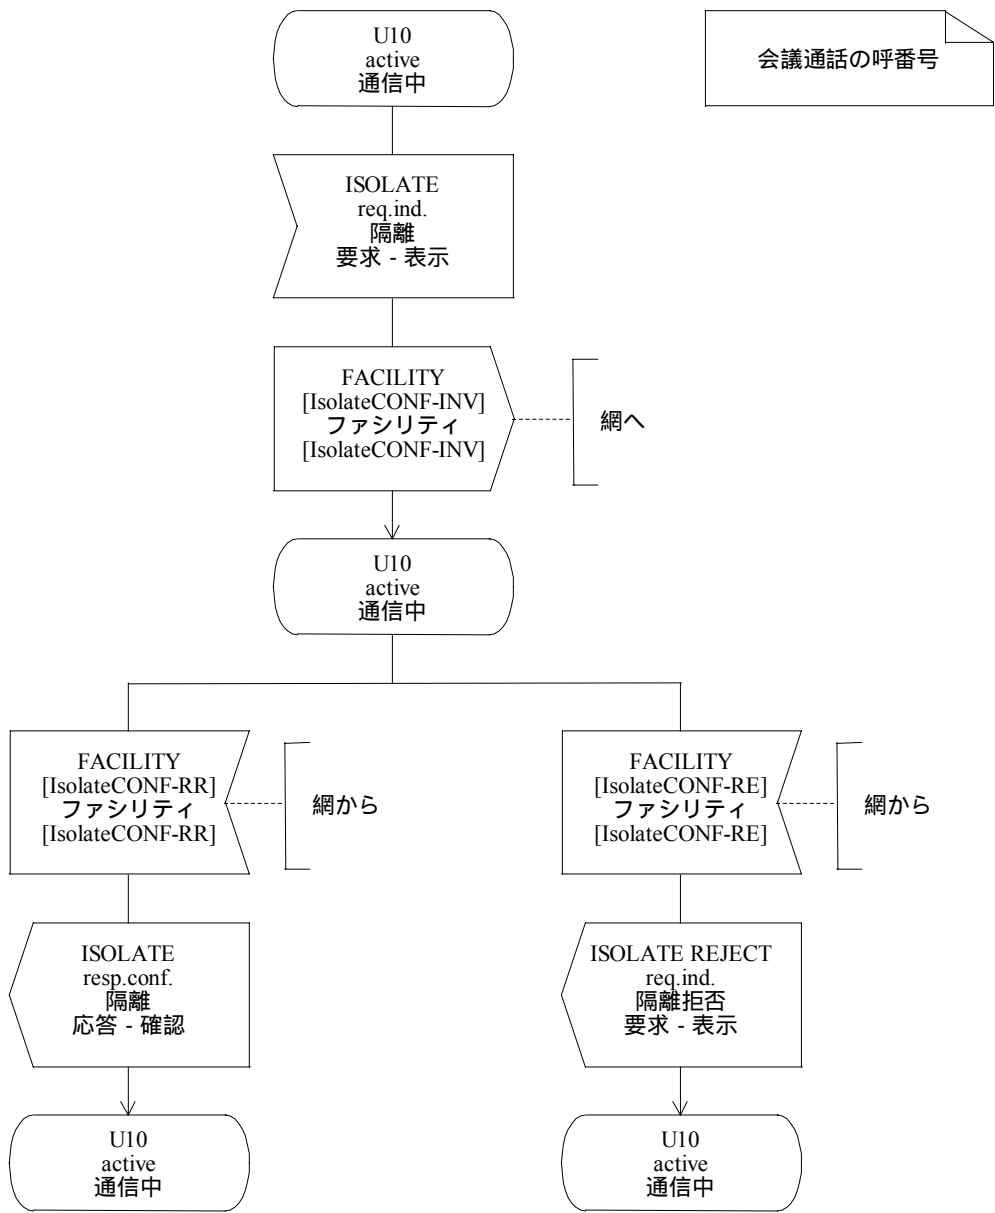 U10
active
通信中
会議通話の呼番号
ISOLATE
req.ind.
隔離
要求 - 表示
FACILITY
[IsolateCONF-INV]
ファシリティ
[IsolateCONF-INV]
網へ
U10
active
通信中
FACILITY
[IsolateCONF-RR]
ファシリティ
[IsolateCONF-RR]
網から
FACILITY
[IsolateCONF-RE]
ファシリティ
[IsolateCONF-RE]
網から
ISOLATE
resp.conf.
隔離
応答 - 確認
ISOLATE REJECT
req.ind.
隔離拒否
要求 - 表示
U10
active
通信中
U10
active
通信中